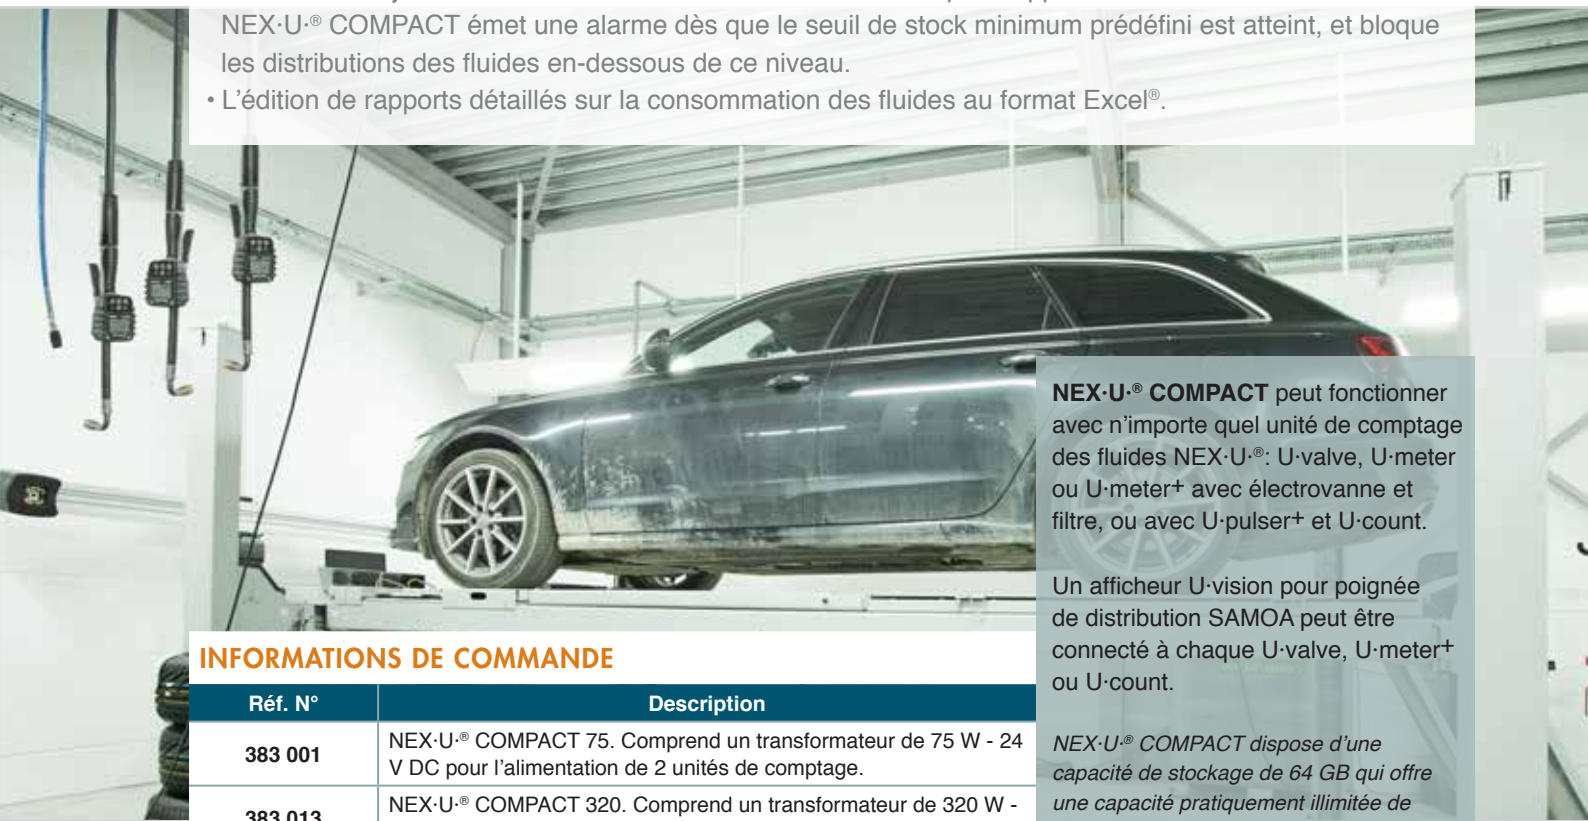 NEX·U·® COMPACT émet une alarme dès que le seuil de stock minimum prédéfini est atteint, et bloque
les distributions des fluides en-dessous de ce niveau.
• L’édition de rapports détaillés sur la consommation des fluides au format Excel®.
NEX·U·® COMPACT peut fonctionner
avec n’importe quel unité de comptage
des fluides NEX·U·®: U·valve, U·meter
ou U·meter+ avec électrovanne et
filtre, ou avec U·pulser+ et U·count.
Un afficheur U·vision pour poignée
de distribution SAMOA peut être
connecté à chaque U·valve, U·meter+
ou U·count.
NEX·U·® COMPACT dispose d’une
capacité de stockage de 64 GB qui offre
une capacité pratiquement illimitée de
INFORMATIONS DE COMMANDE
Réf. N° Description
383 001 NEX·U·® COMPACT 75. Comprend un transformateur de 75 W - 24
V DC pour l’alimentation de 2 unités de comptage.
383 013 NEX·U·® COMPACT 320. Comprend un transformateur de 320 W -